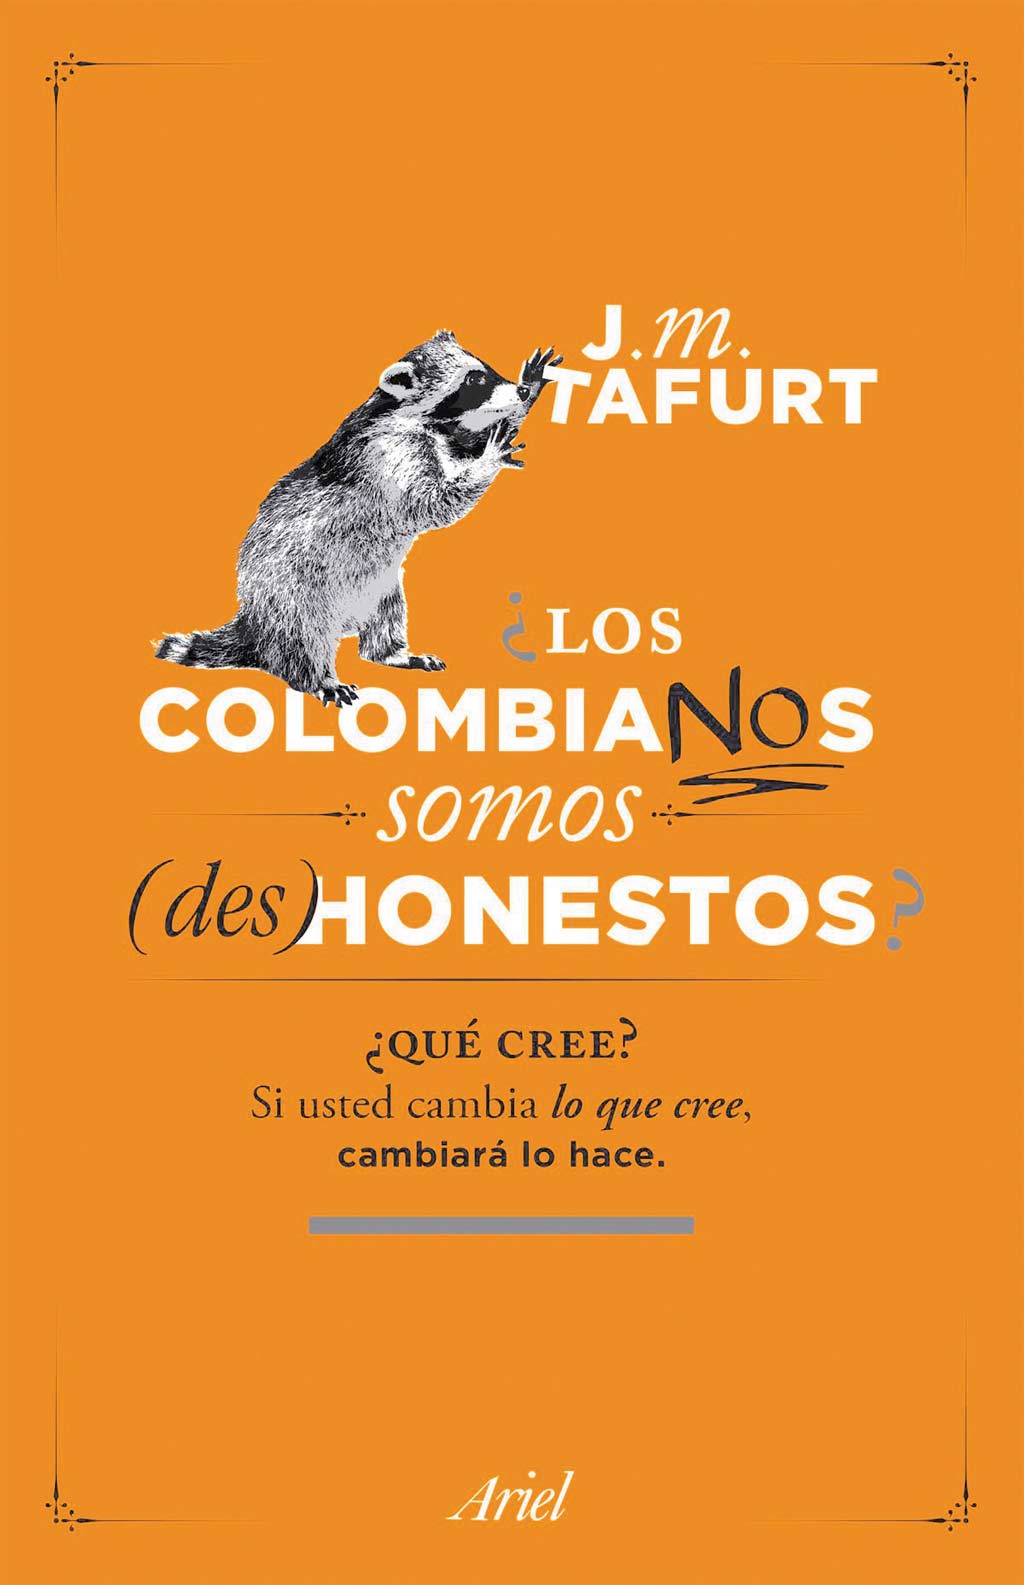 J.m.
TAFURT
¿LOS
COLOMBIANOS
somos
(des)HONESTOS?
¿QUÉ CREE?
Si usted cambia lo que cree,
cambiará lo hace.
Ariel